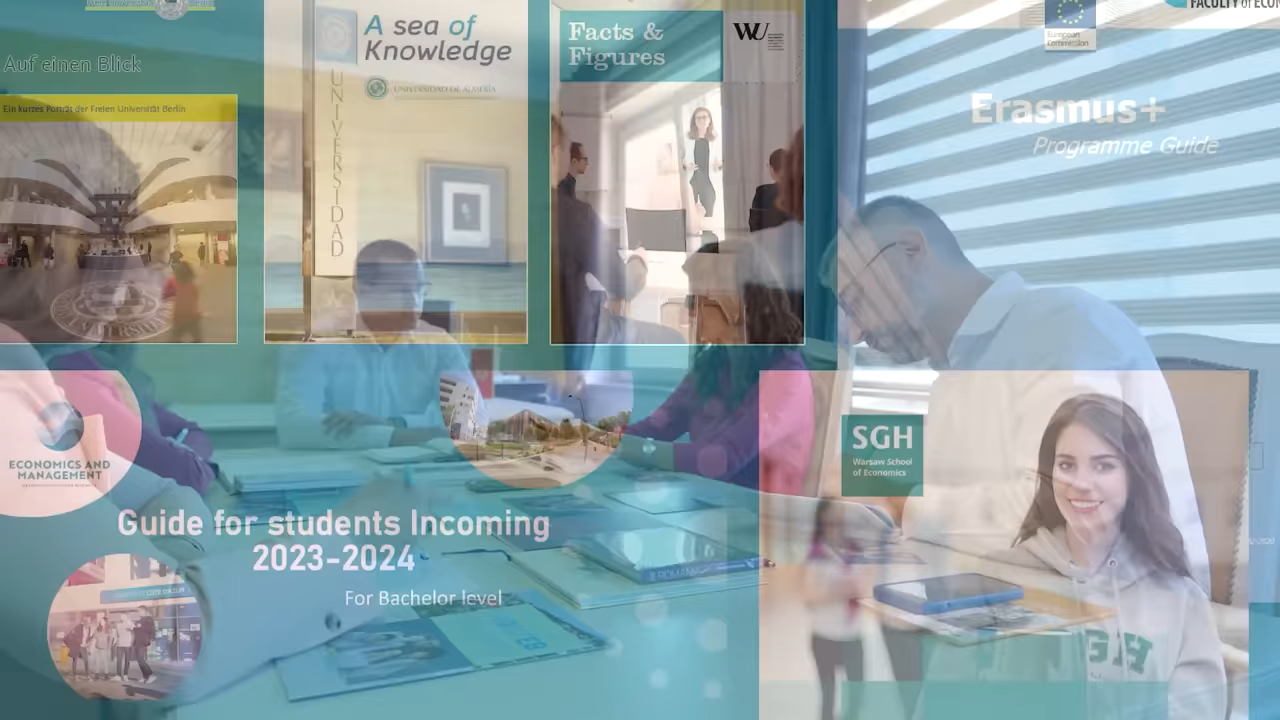 Auf einen Blick
Ein kurzes Porträt der Freien Universität Berlin
A sea of
Knowledge
UNIVERSIDAD DE ALMERÍA
UNIVERSIDAD
Facts &
Figures
WU
European
Commission
FACULTY of ECON
Erasmus+
Programme Guide
ECONOMICS AND
MANAGEMENT
Guide for students Incoming
2023-2024
For Bachelor level
SGH
Warsaw School
of Economics
GH